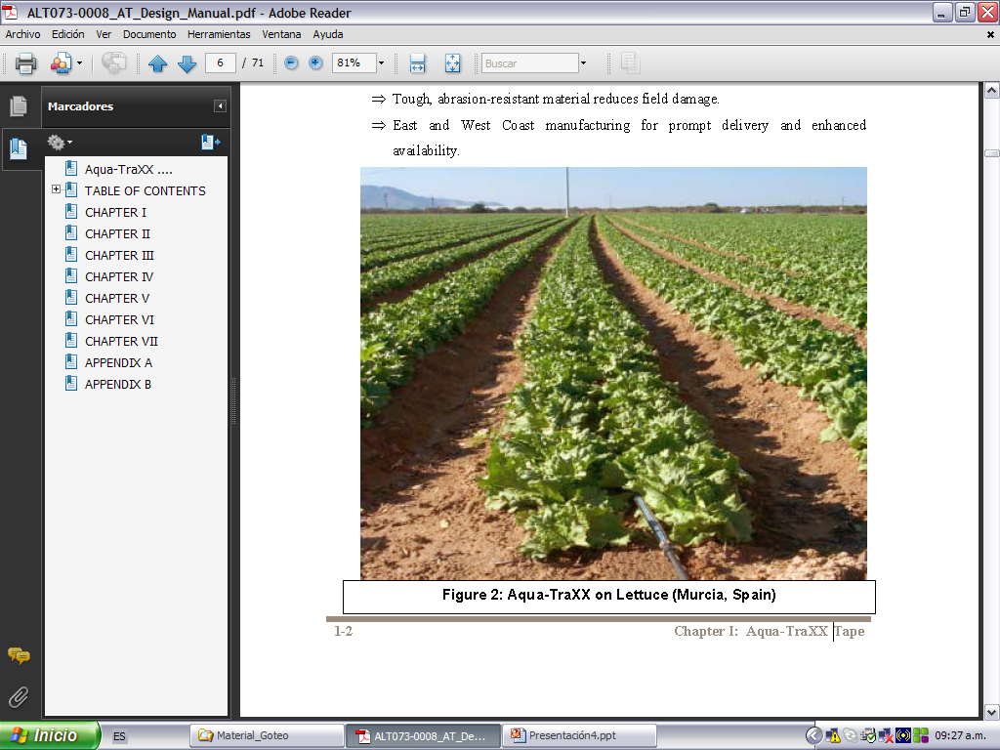 ALT073-0008_AT_Design_Manual.pdf - Adobe Reader
Archivo Edición Ver Documento Herramientas Ventana Ayuda
6 / 71 81% Buscar
Marcadores
Aqua-TraXX ....
TABLE OF CONTENTS
CHAPTER I
CHAPTER II
CHAPTER III
CHAPTER IV
CHAPTER V
CHAPTER VI
CHAPTER VII
APPENDIX A
APPENDIX B
⇒ Tough, abrasion-resistant material reduces field damage.
⇒ East and West Coast manufacturing for prompt delivery and enhanced
availability.
Figure 2: Aqua-TraXX on Lettuce (Murcia, Spain)
1-2 Chapter I: Aqua-TraXX Tape
Inicio ES Material_Goteo ALT073-0008_AT_De... Presentación4.ppt 09:27 a.m.